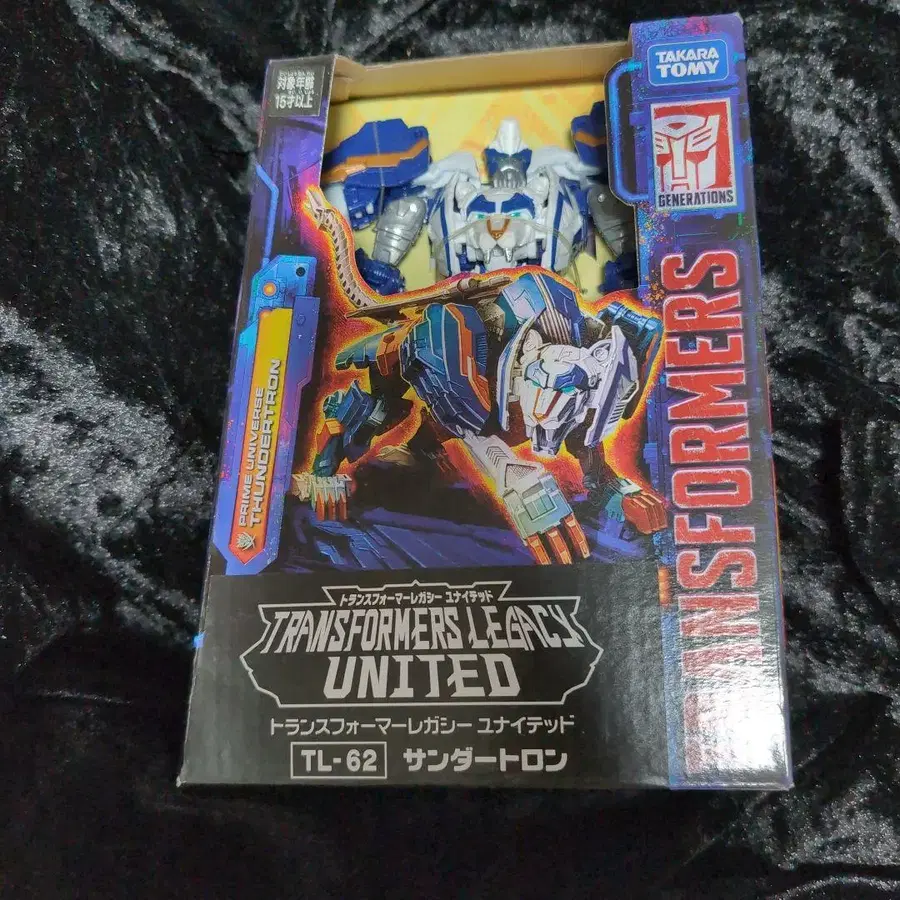 対象年齢
15才以上
TAKARA
TOMY
GENERATIONS
TRANSFORMERS
PRIME UNIVERSE
THUNDERTRON
トランスフォーマーレガシー ユナイテッド
TRANSFORMERS LEGACY
UNITED
トランスフォーマーレガシー ユナイテッド
TL-62 サンダートロン